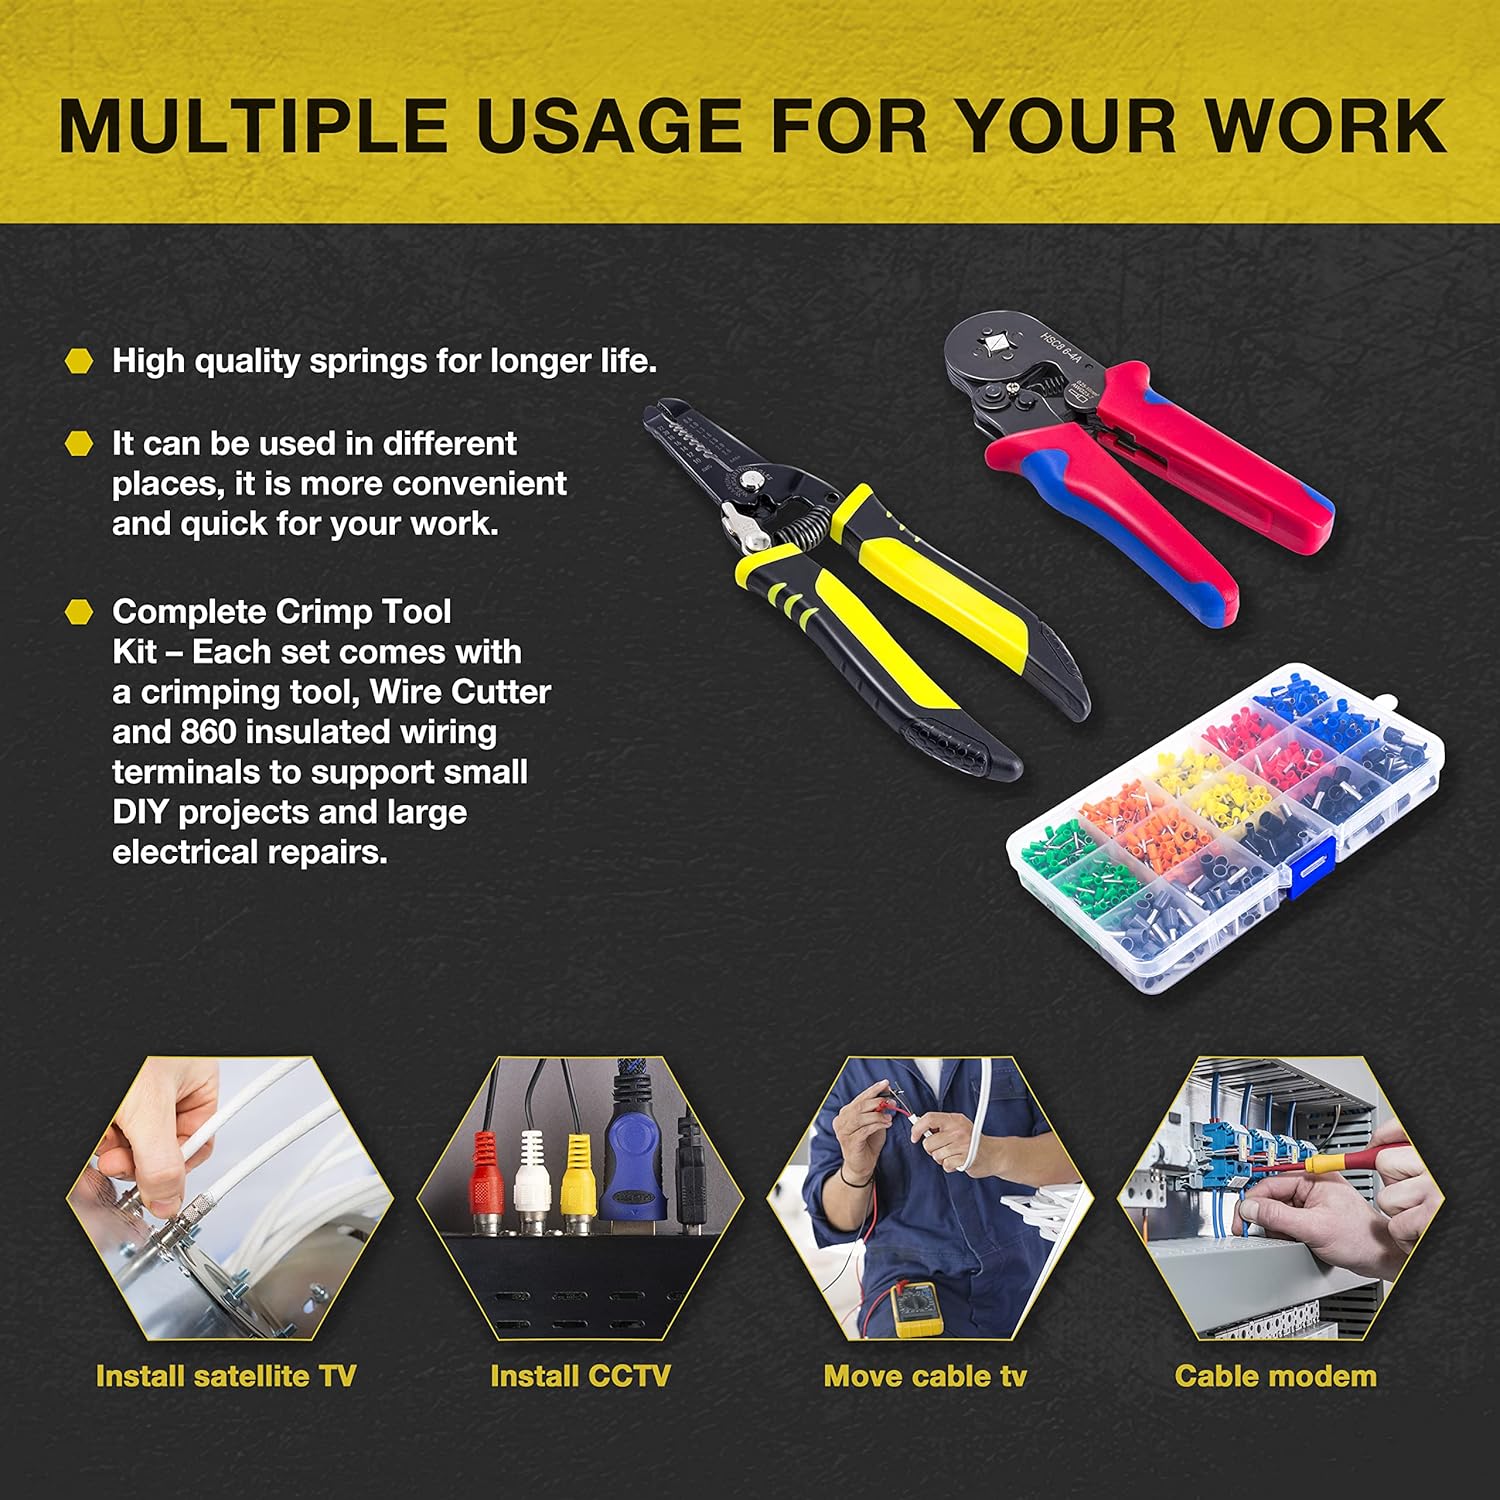 MULTIPLE USAGE FOR YOUR WORK
High quality springs for longer life.
It can be used in different
places, it is more convenient
and quick for your work.
Complete Crimp Tool
Kit – Each set comes with
a crimping tool, Wire Cutter
and 860 insulated wiring
terminals to support small
DIY projects and large
electrical repairs.
HSC8 6-4A
Install satellite TV
Install CCTV
Move cable tv
Cable modem